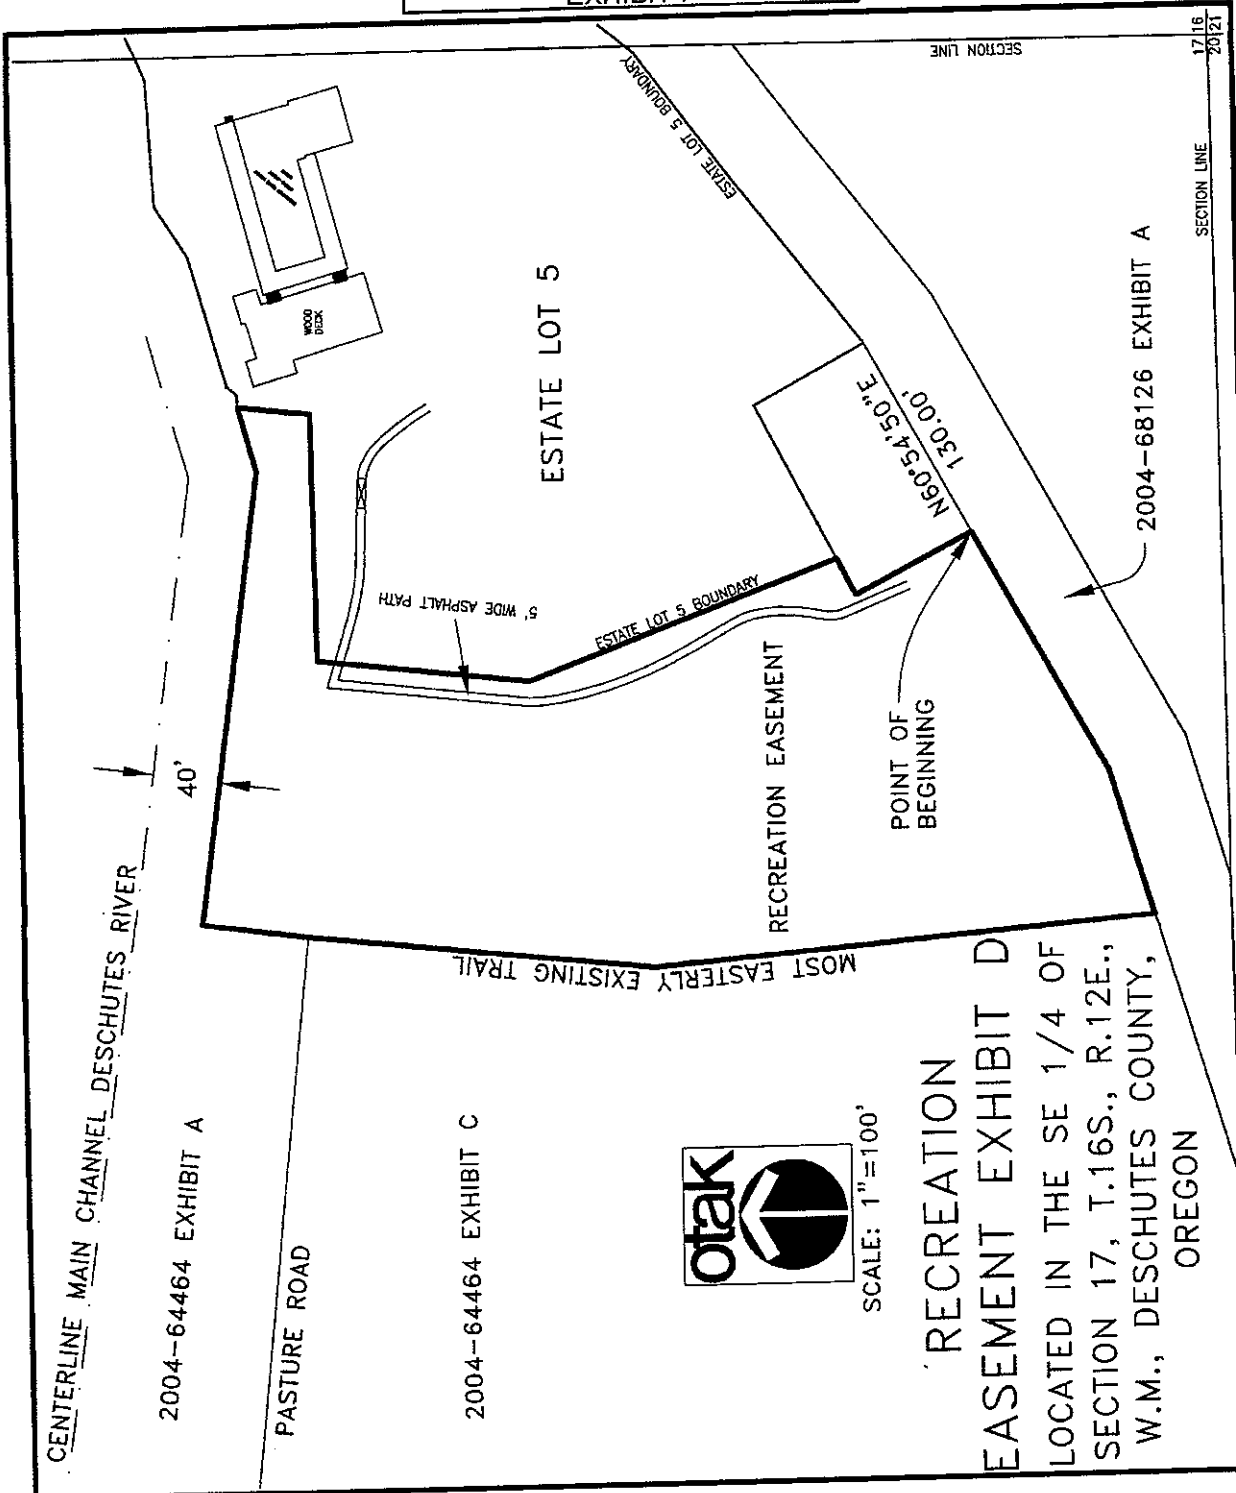 CENTERLINE MAIN CHANNEL DESCHUTES RIVER
2004-64464 EXHIBIT A
PASTURE ROAD
2004-64464 EXHIBIT C
40'
WOOD
DECK
ESTATE LOT 5
5' WIDE ASPHALT PATH
ESTATE LOT 5 BOUNDARY
ESTATE LOT 5 BOUNDARY
SECTION LINE
17 16
20 21
SECTION LINE
N60°54'50"E
130.00'
2004-68126 EXHIBIT A
RECREATION EASEMENT
POINT OF
BEGINNING
MOST EASTERLY EXISTING TRAIL
otak
SCALE: 1"=100'
RECREATION
EASEMENT EXHIBIT D
LOCATED IN THE SE 1/4 OF
SECTION 17, T.16S., R.12E.,
W.M., DESCHUTES COUNTY,
OREGON